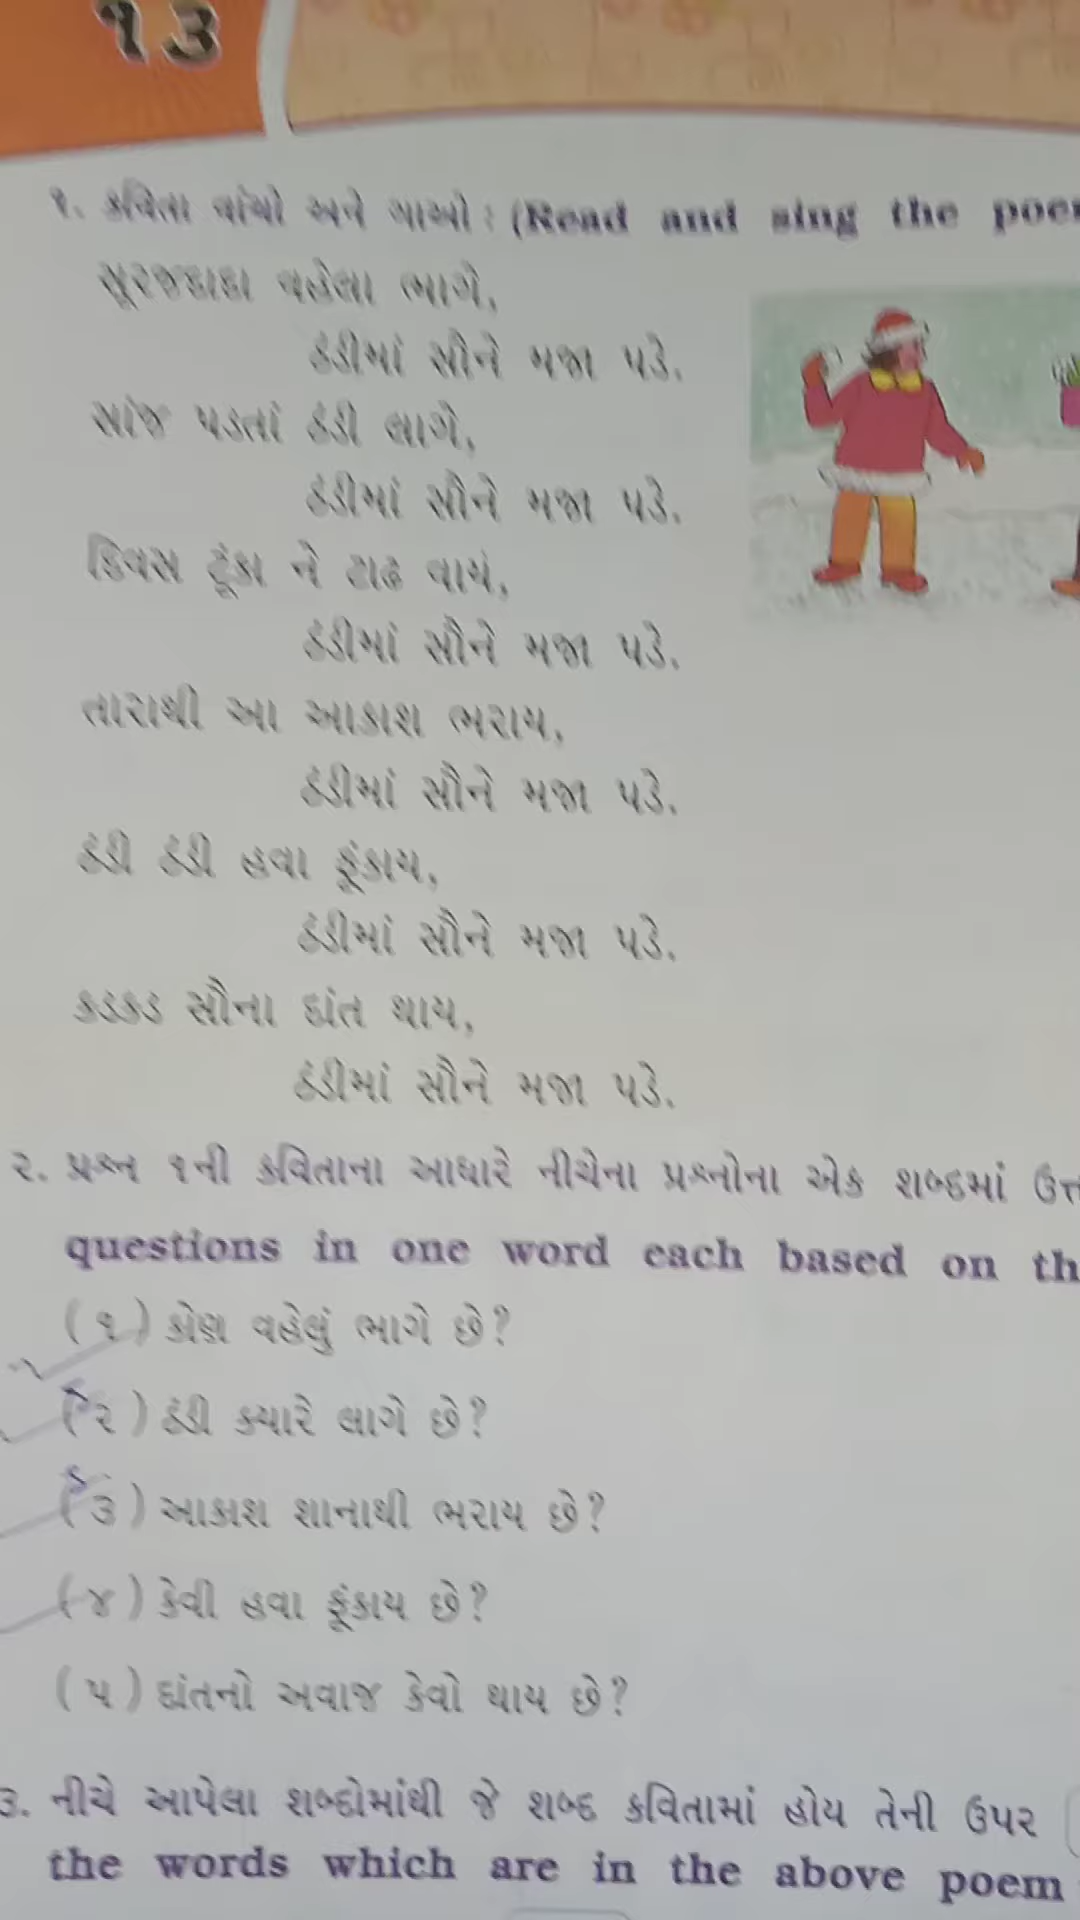 ૧૩
૧. કવિતા વાંચો અને ગાઓ : (Read and sing the
સૂરજદાદા વહેલા ભાગે,
ઠંડીમાં સૌને મજા પડે.
સાંજ પડતાં ઠંડી લાગે,
ઠંડીમાં સૌને મજા પડે.
દિવસ ટૂંકા ને ટાઢ વાય,
ઠંડીમાં સૌને મજા પડે.
તારાથી આ આકાશ ભરાય,
ઠંડીમાં સૌને મજા પડે.
ઠંડી ઠંડી હવા ફૂંકાય,
ઠંડીમાં સૌને મજા પડે.
કડકડ સૌના દાંત થાય,
ઠંડીમાં સૌને મજા પડે.
૨. પ્રશ્ન ૧ની કવિતાના આધારે નીચેના પ્રશ્નોના એક શબ્દમાં
questions in one word each based on
(૧) કોણ વહેલું ભાગે છે?
(૨) ઠંડી ક્યારે લાગે છે?
(૩) આકાશ શાનાથી ભરાય છે?
(૪) કેવી હવા ફૂંકાય છે?
(૫) દાંતનો અવાજ કેવો થાય છે?
૩. નીચે આપેલા શબ્દોમાંથી જે શબ્દ કવિતામાં હોય તેની ઉપર
the words which are in the above poem